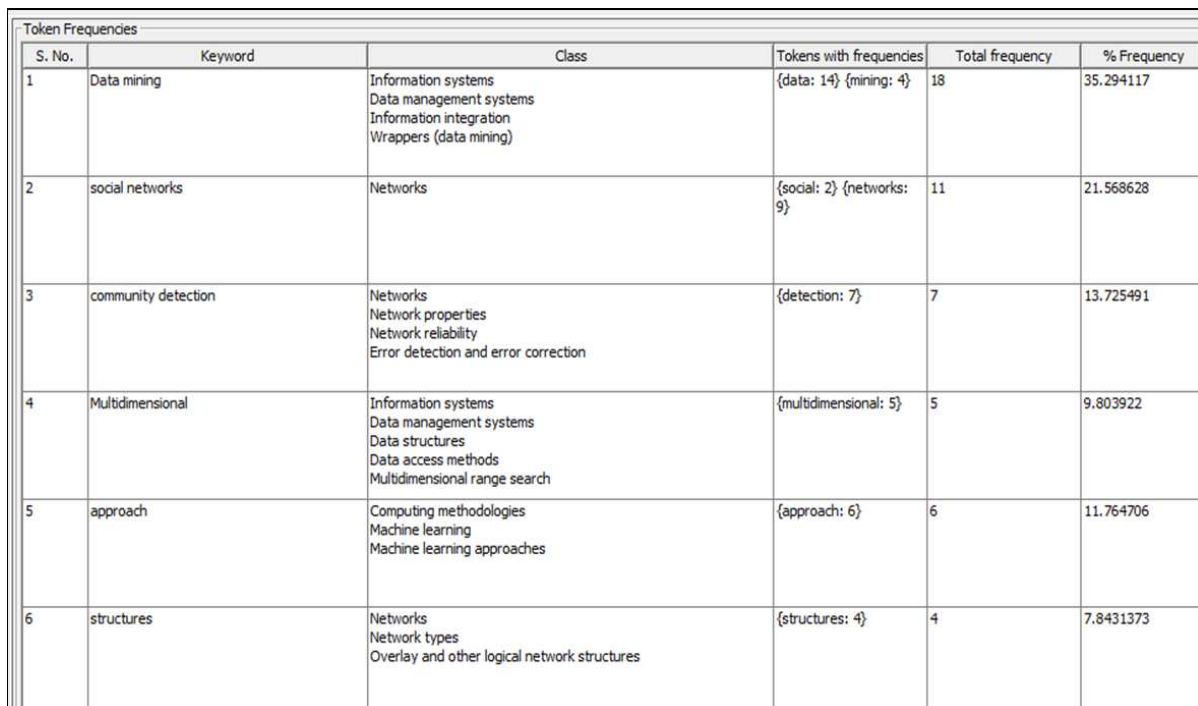 Token Frequencies
S. No. Keyword Class Tokens with frequencies Total frequency % Frequency
1 Data mining Information systems {data: 14} {mining: 4} 18 35.294117
Data management systems
Information integration
Wrappers (data mining)
2 social networks Networks {social: 2} {networks: 11 21.568628
9}
3 community detection Networks {detection: 7} 7 13.725491
Network properties
Network reliability
Error detection and error correction
4 Multidimensional Information systems {multidimensional: 5} 5 9.803922
Data management systems
Data structures
Data access methods
Multidimensional range search
5 approach Computing methodologies {approach: 6} 6 11.764706
Machine learning
Machine learning approaches
6 structures Networks {structures: 4} 4 7.8431373
Network types
Overlay and other logical network structures